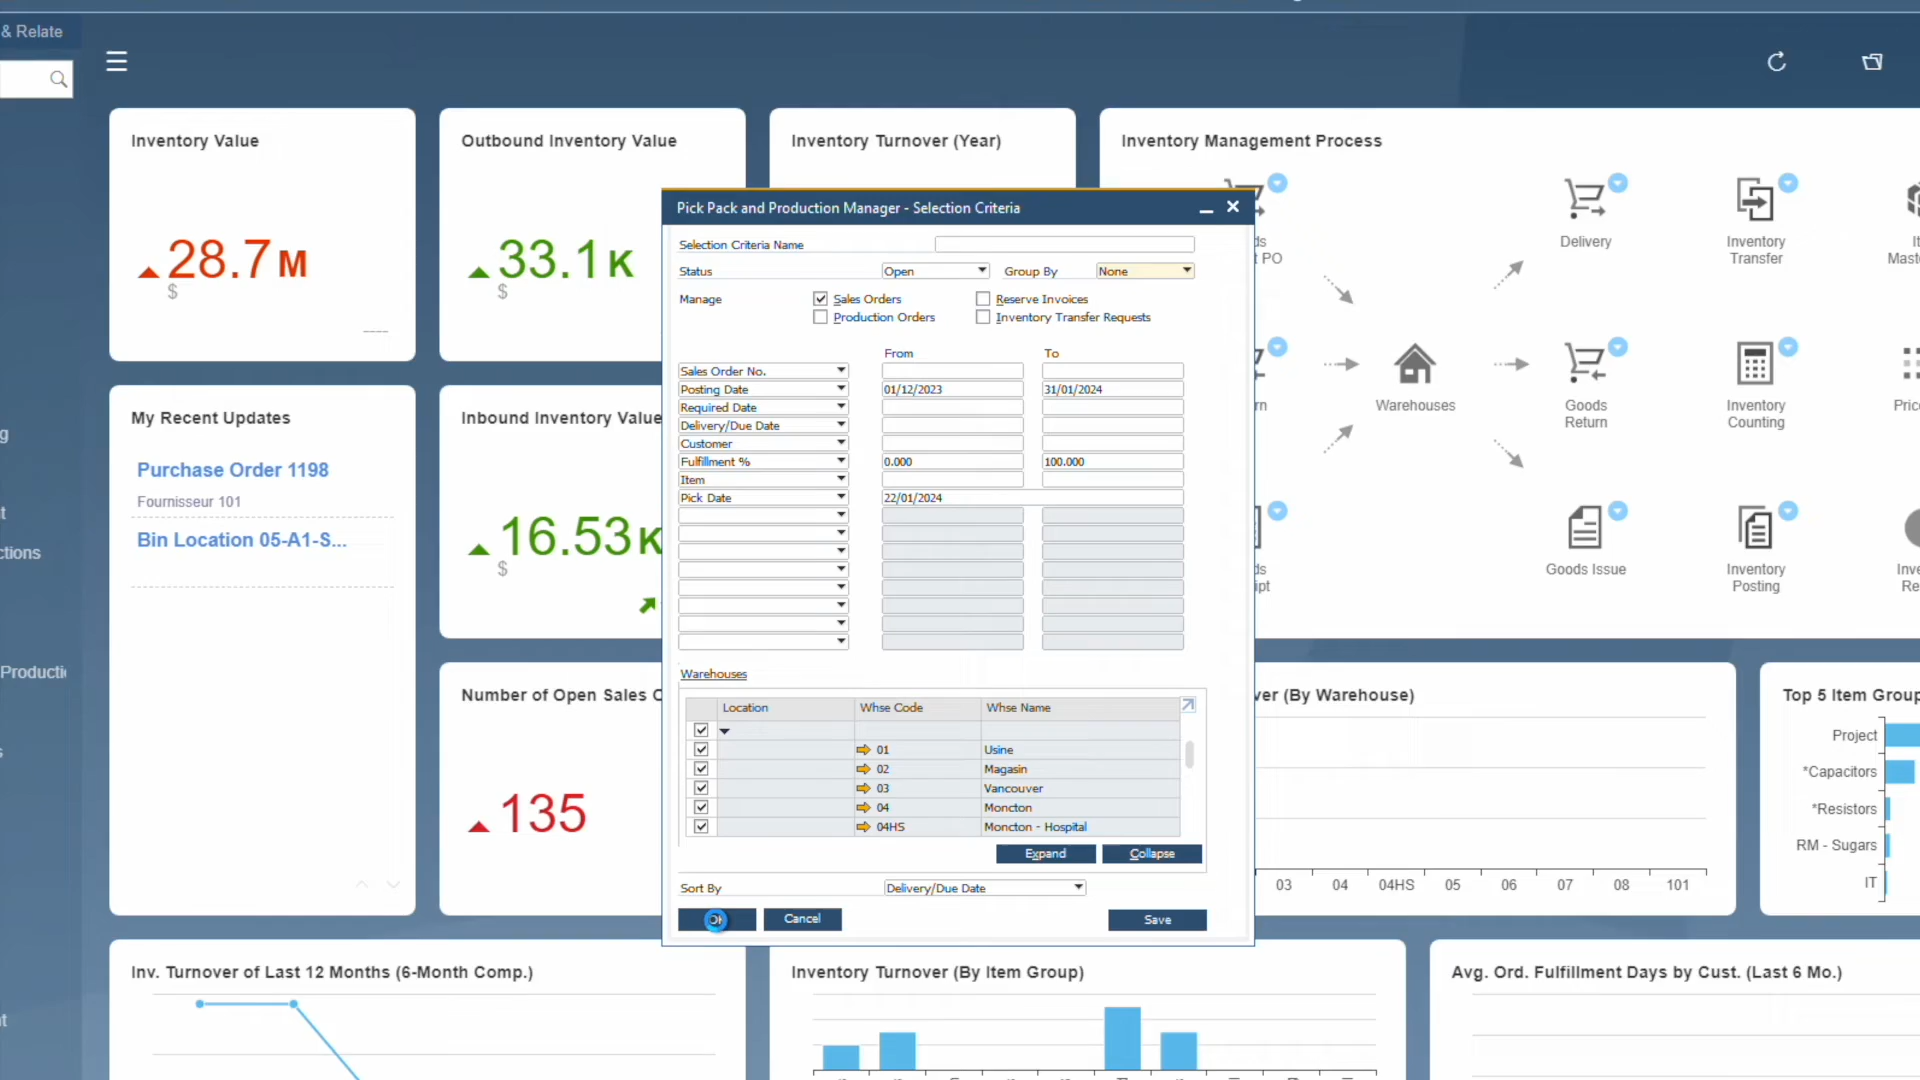 & Relate
Inventory Value
28.7M
$
Outbound Inventory Value
33.1K
$
Inventory Turnover (Year)
Inventory Management Process
PO
Delivery
Inventory
Transfer
Warehouses
Goods
Return
Inventory
Counting
Goods Issue
Inventory
Posting
My Recent Updates
Purchase Order 1198
Fournisseur 101
Bin Location 05-A1-S...
Inbound Inventory Value
16.53K
$
Number of Open Sales
135
Pick Pack and Production Manager - Selection Criteria
Selection Criteria Name
Status Open Group By None
Manage Sales Orders Reserve Invoices
Production Orders Inventory Transfer Requests
From To
Sales Order No.
Posting Date 01/12/2023 31/01/2024
Required Date
Delivery/Due Date
Customer
Fulfillment % 0.000 100.000
Item
Pick Date 22/01/2024
Warehouses
Location Whse Code Whse Name
01 Usine
02 Magasin
03 Vancouver
04 Moncton
04HS Moncton - Hospital
Expand Collapse
Sort By Delivery/Due Date
Cancel Save
(By Warehouse)
03 04 04HS 05 06 07 08 101
Top 5 Item Group
Project
*Capacitors
*Resistors
RM - Sugars
IT
Inv. Turnover of Last 12 Months (6-Month Comp.)
Inventory Turnover (By Item Group)
Avg. Ord. Fulfillment Days by Cust. (Last 6 Mo.)